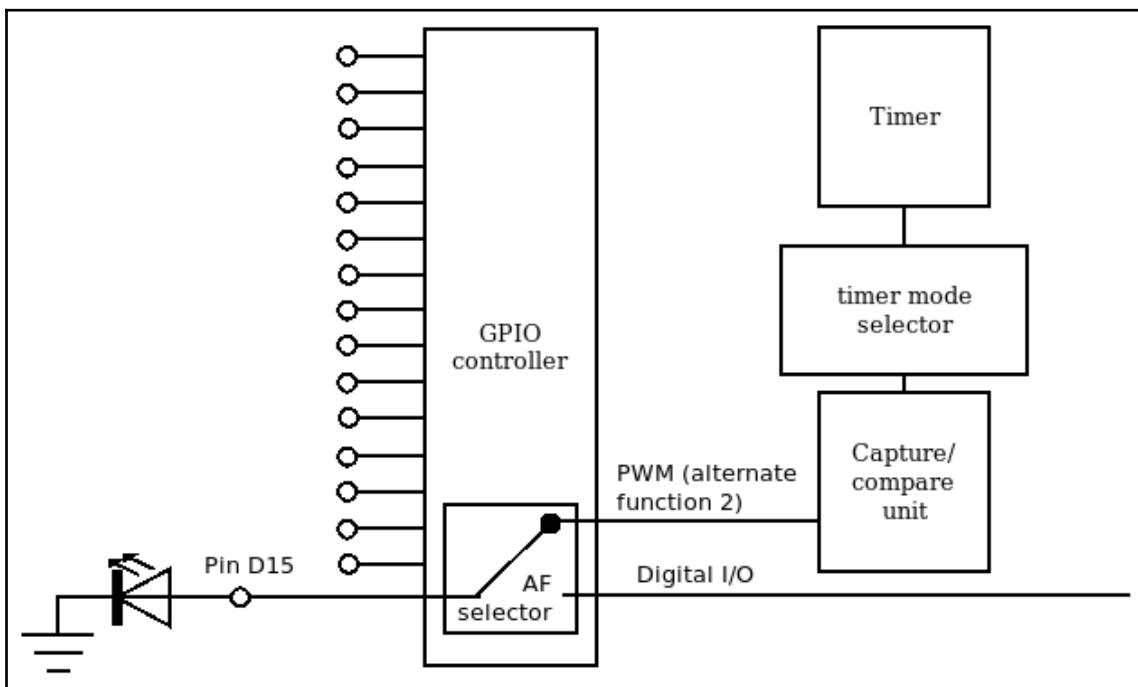 Timer
timer mode
selector
GPIO
controller
Capture/
compare
unit
PWM (alternate
function 2)
Pin D15
AF
selector
Digital I/O